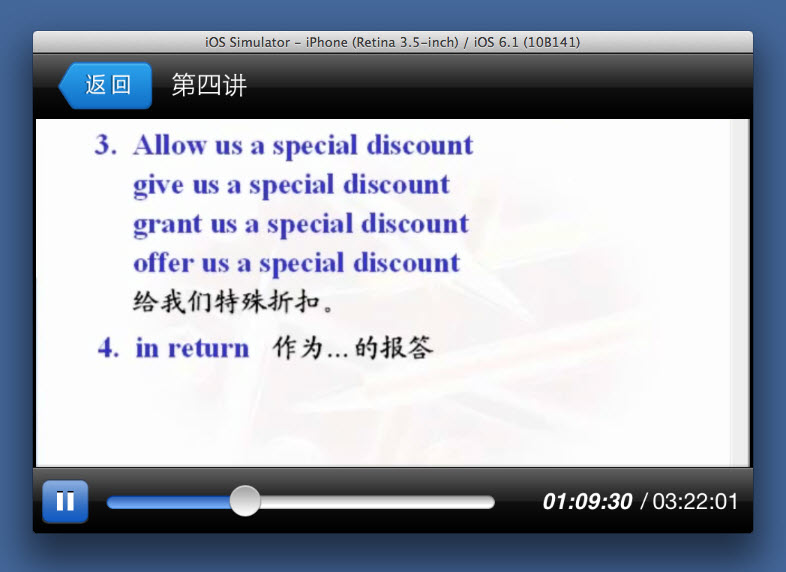 iOS Simulator – iPhone (Retina 3.5-inch) / iOS 6.1 (10B141)
返回 第四讲
3. Allow us a special discount
give us a special discount
grant us a special discount
offer us a special discount
给我们特殊折扣。
4. in return 作为...的报答
01:09:30 / 03:22:01